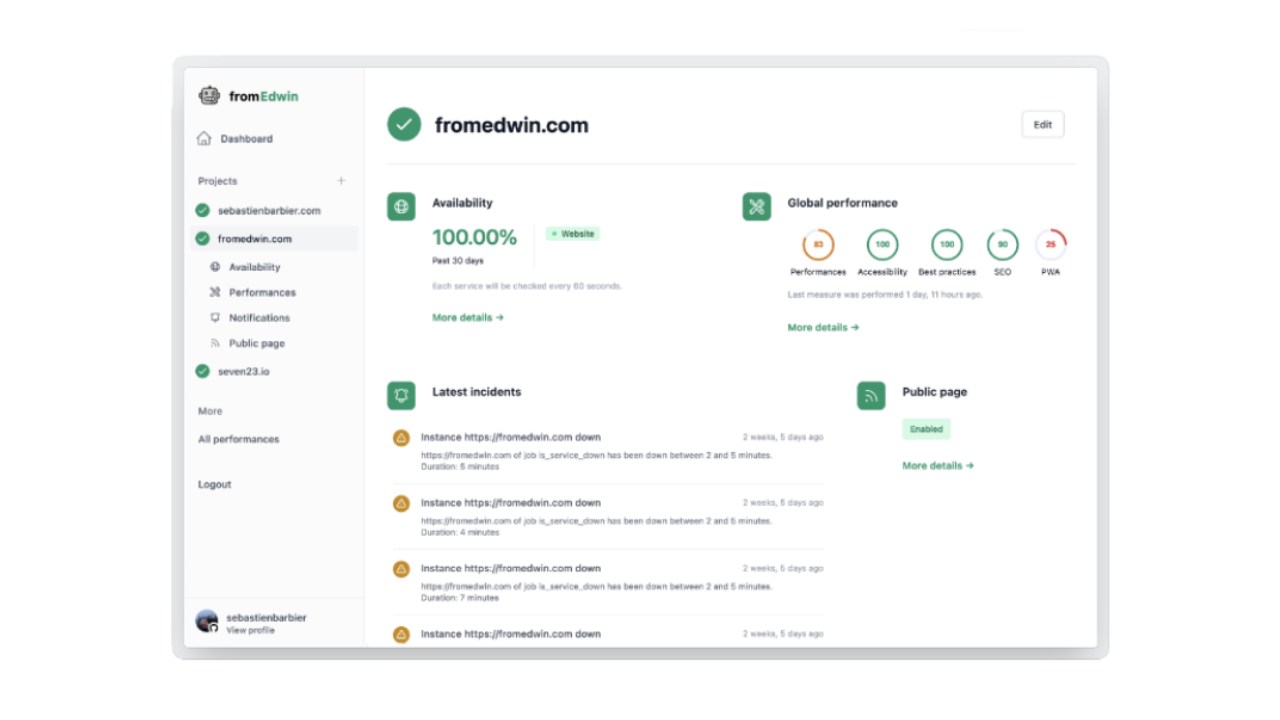 fromEdwin
Dashboard
Projects +
sebastienbarbier.com
fromedwin.com
Availability
Performances
Notifications
Public page
seven23.io
More
All performances
Logout
sebastienbarbier
View profile
fromedwin.com
Edit
Availability
100.00%
Past 30 days
Website
Each service will be checked every 60 seconds.
More details →
Global performance
83 100 100 90 25
Performances Accessibility Best practices SEO PWA
Last measure was performed 1 day, 11 hours ago.
More details →
Latest incidents
Instance https://fromedwin.com down 2 weeks, 5 days ago
https://fromedwin.com of job is_service_down has been down between 2 and 5 minutes.
Duration: 5 minutes
Instance https://fromedwin.com down 2 weeks, 5 days ago
https://fromedwin.com of job is_service_down has been down between 2 and 5 minutes.
Duration: 4 minutes
Instance https://fromedwin.com down 2 weeks, 5 days ago
https://fromedwin.com of job is_service_down has been down between 2 and 5 minutes.
Duration: 7 minutes
Instance https://fromedwin.com down 2 weeks, 5 days ago
Public page
Enabled
More details →